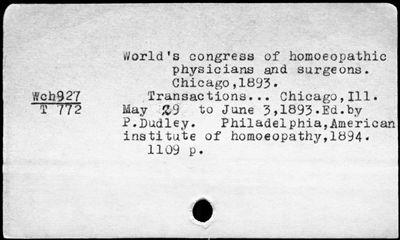 World's congress of homoeopathic
physicians and surgeons.
Chicago,1893.
Wch927
T 772
Transactions... Chicago,Ill.
May 29 to June 3,1893.Ed.by
P.Dudley. Philadelphia,American
institute of homoeopathy,1894.
1109 p.